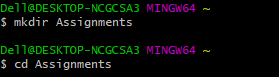 Dell@DESKTOP-NCGCSA3 MINGW64 ~
$ mkdir Assignments
Dell@DESKTOP-NCGCSA3 MINGW64 ~
$ cd Assignments